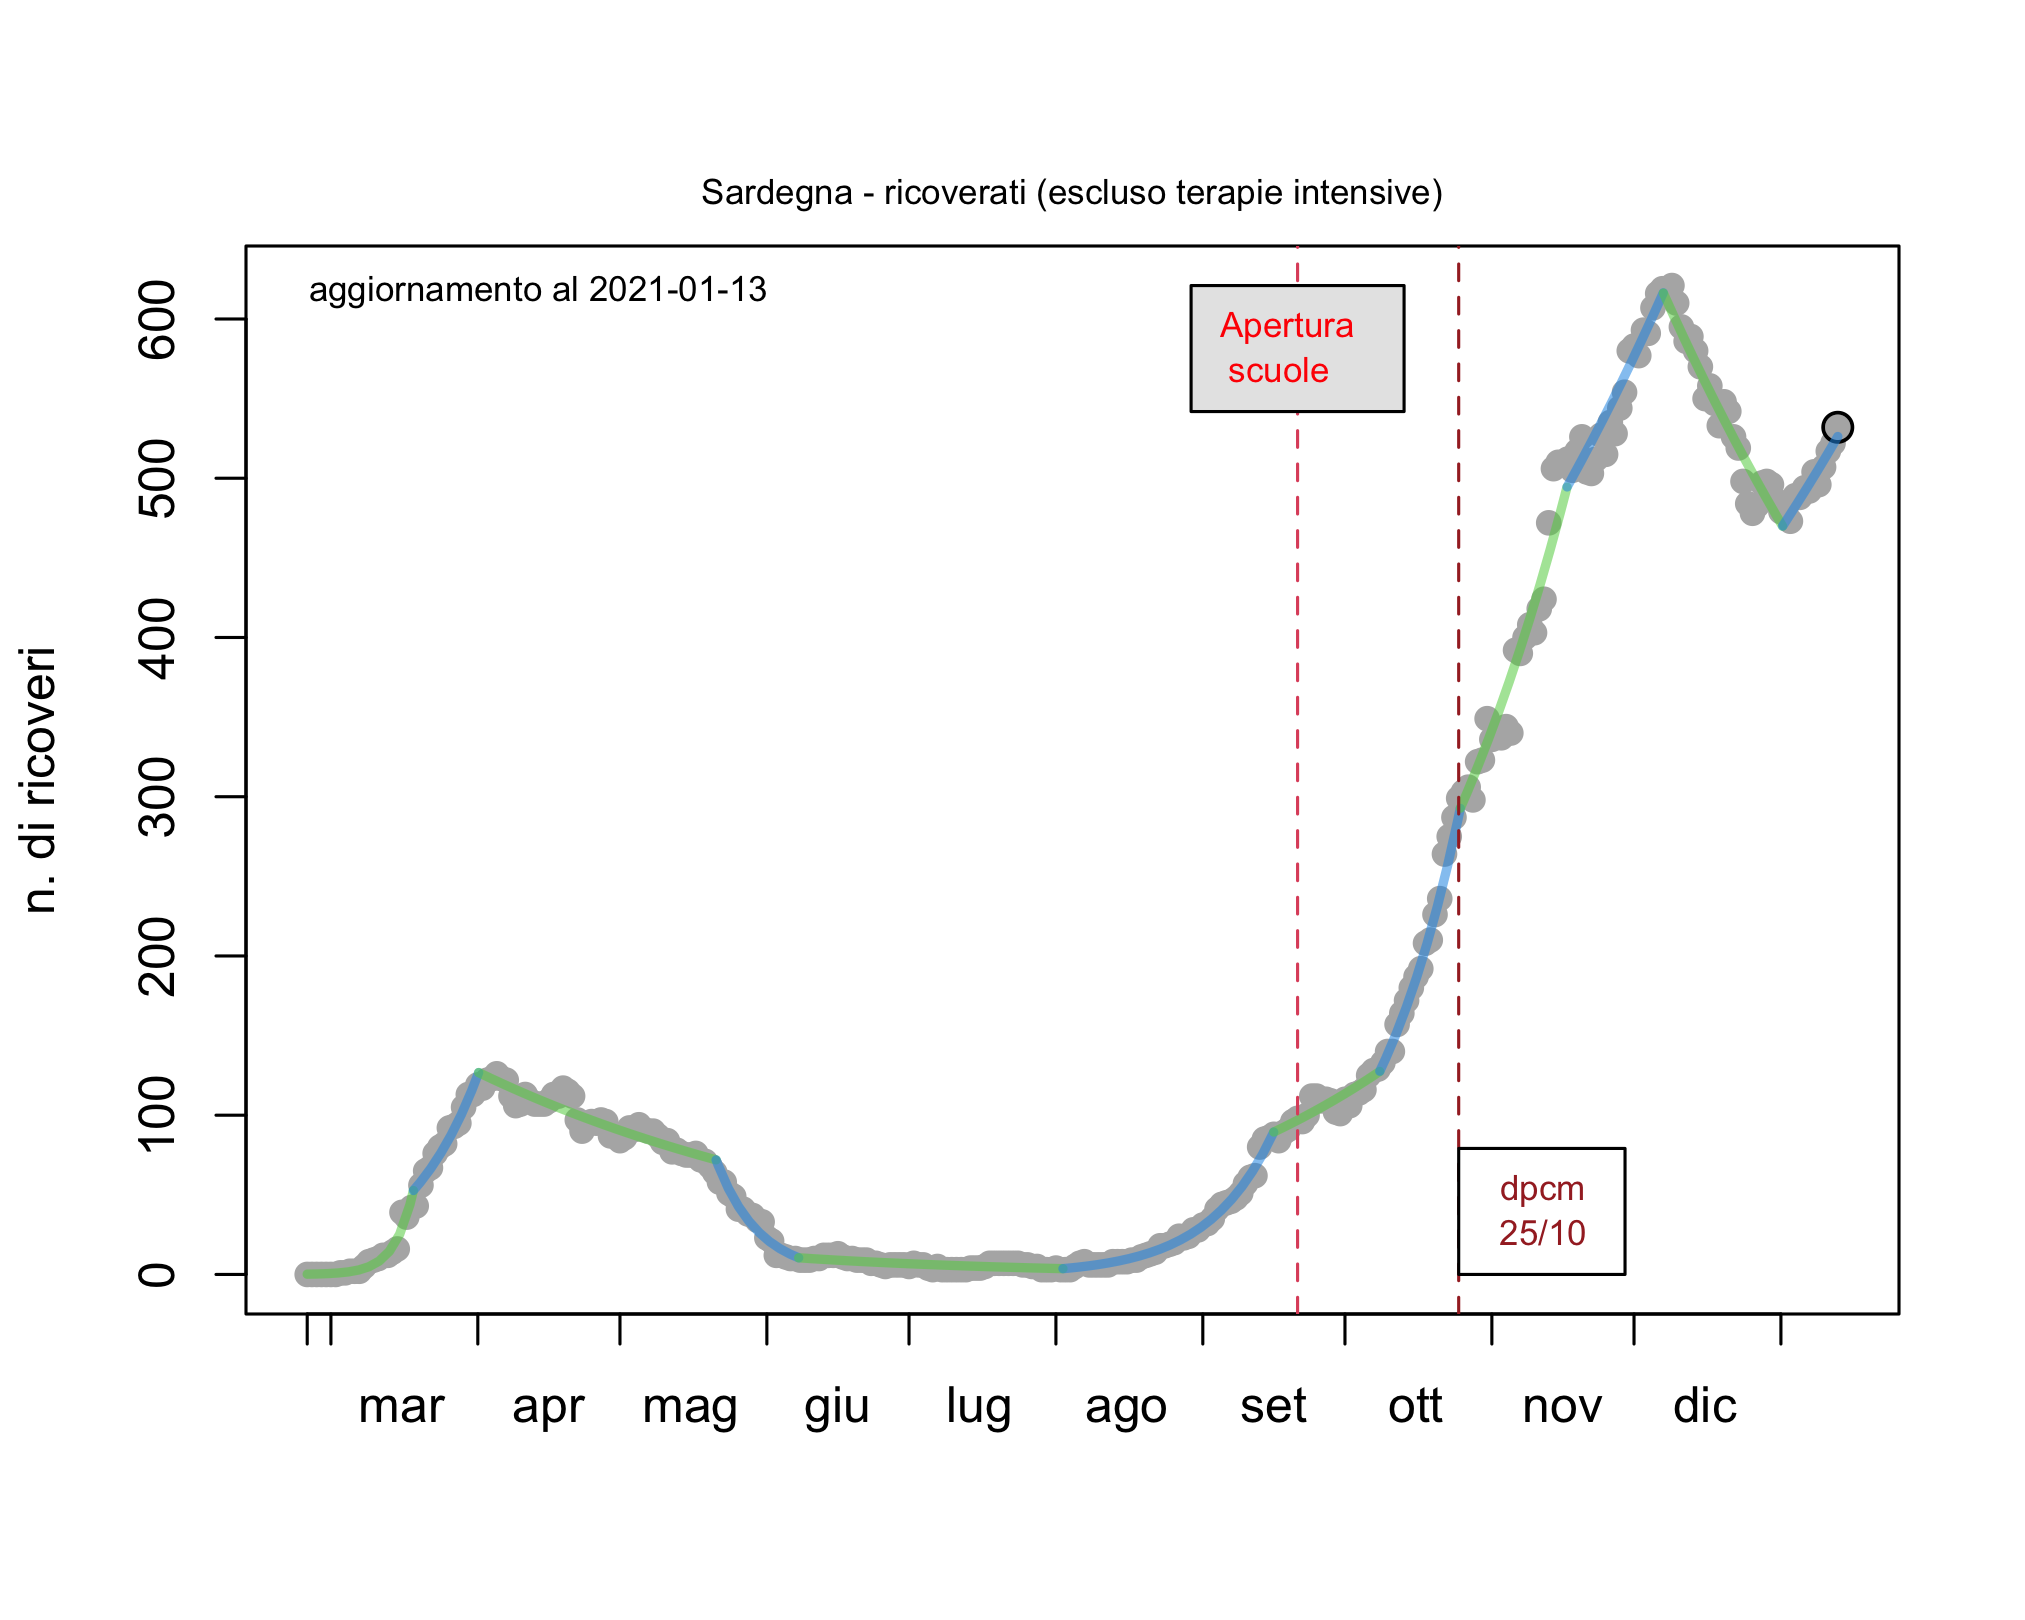 Sardegna - ricoverati (escluso terapie intensive)
aggiornamento al 2021-01-13
Apertura
scuole
dpcm
25/10
n. di ricoveri
600
500
400
300
200
100
0
mar apr mag giu lug ago set ott nov dic